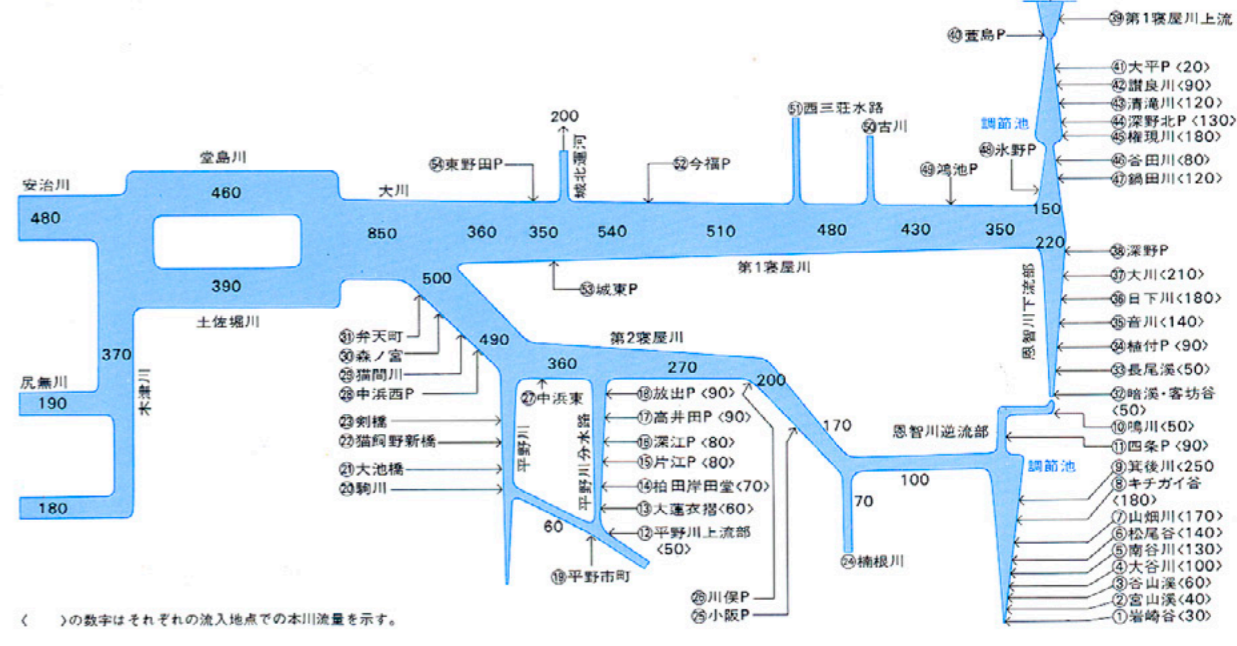 ㊴第1寝屋川上流
㊵萱島P
㊶大平P〈20〉
㊷讃良川〈90〉
㊸清滝川〈120〉
㊹深野北P〈130〉
㊺権現川〈180〉
調節池
㊻谷田川〈80〉
㊼鍋田川〈120〉
㊽氷野P
㊾鴻池P
㊿古川
51西三荘水路
52今福P
200
城北運河
54東野田P
堂島川
安治川
大川
480
460
850
360
350
540
510
480
430
350
150
220
第1寝屋川
53城東P
500
390
土佐堀川
370
木津川
尻無川
190
180
㊳深野P
㊲大川〈210〉
㊱日下川〈180〉
㉟音川〈140〉
㉞植付P〈90〉
㉝長尾渓〈50〉
㉜暗渓・客坊谷
〈50〉
恩智川下流部
⑩鳴川〈50〉
⑪四条P〈90〉
恩智川逆流部
調節池
⑨箕後川〈250
⑧キチガイ谷
〈180〉
⑦山畑川〈170〉
⑥松尾谷〈140〉
⑤南谷川〈130〉
④大谷川〈100〉
③谷山渓〈60〉
②宮山渓〈40〉
①岩崎谷〈30〉
㉛弁天町
㉚森ノ宮
㉙猫間川
㉘中浜西P
490
第2寝屋川
360
270
200
170
100
70
㉔楠根川
㉗中浜東
㉓剣橋
㉒猫飼野新橋
㉑大池橋
⑳駒川
平野川
平野川分水路
⑱放出P〈90〉
⑰高井田P〈90〉
⑯深江P〈80〉
⑮片江P〈80〉
⑭柏田岸田堂〈70〉
⑬大蓮衣摺〈60〉
⑫平野川上流部
〈50〉
60
⑲平野市町
㉖川俣P
㉕小阪P
〈　〉の数字はそれぞれの流入地点での本川流量を示す。